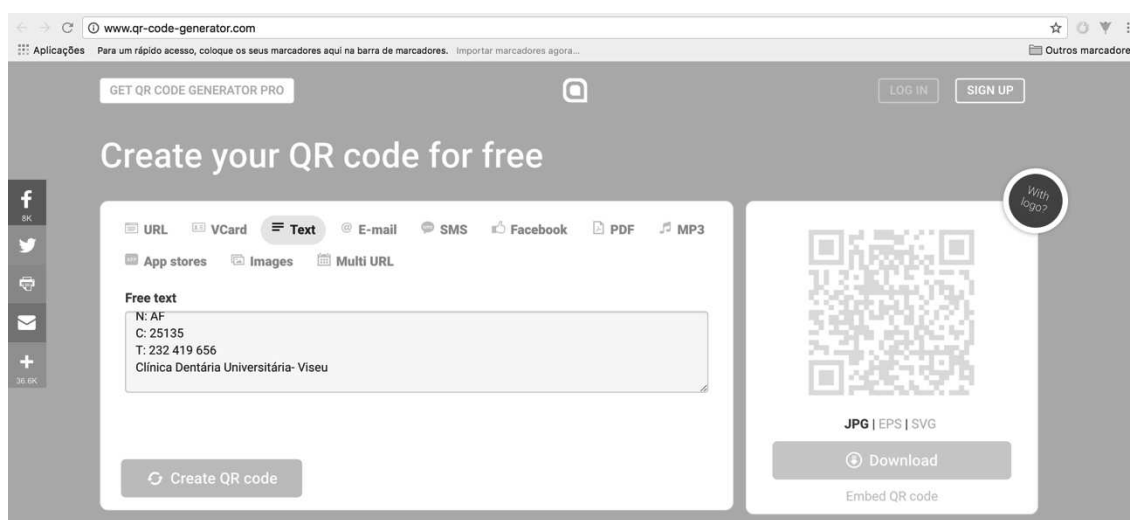 www.qr-code-generator.com
Aplicações Para um rápido acesso, coloque os seus marcadores aqui na barra de marcadores. Importar marcadores agora... Outros marcadore
GET QR CODE GENERATOR PRO LOG IN SIGN UP
Create your QR code for free
With
logo?
8K
36.6K
URL VCard Text E-mail SMS Facebook PDF MP3
App stores Images Multi URL
Free text
N: AF
C: 25135
T: 232 419 656
Clínica Dentária Universitária- Viseu
Create QR code
JPG | EPS | SVG
Download
Embed QR code